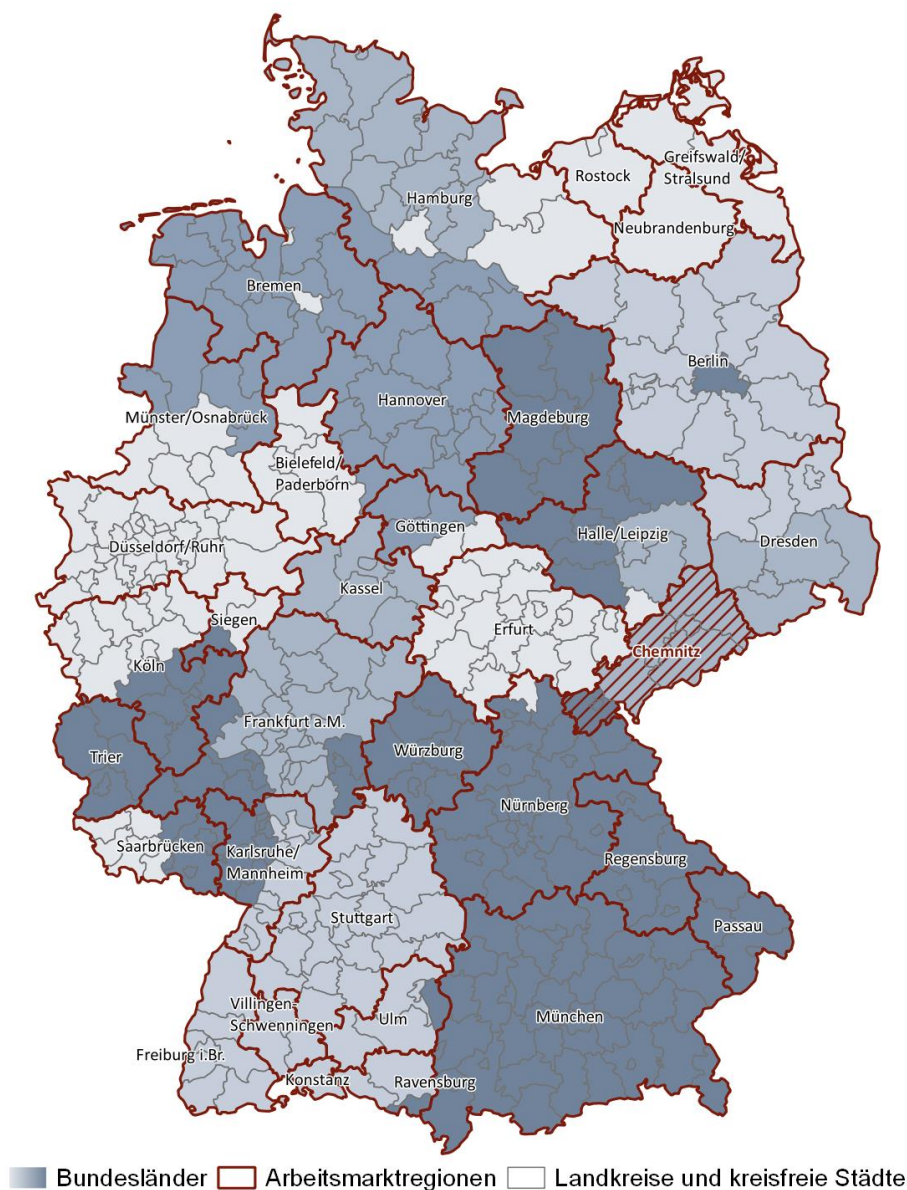 Greifswald/
Stralsund
Rostock
Hamburg
Neubrandenburg
Bremen
Berlin
Hannover
Münster/Osnabrück
Magdeburg
Bielefeld/
Paderborn
Göttingen
Halle/Leipzig
Düsseldorf/Ruhr
Dresden
Kassel
Siegen
Erfurt
Chemnitz
Köln
Frankfurt a.M.
Trier
Würzburg
Nürnberg
Saarbrücken
Karlsruhe/
Mannheim
Regensburg
Stuttgart
Passau
Villingen-
Schwenningen
Ulm
München
Freiburg i.Br.
Konstanz
Ravensburg
Bundesländer Arbeitsmarktregionen Landkreise und kreisfreie Städte